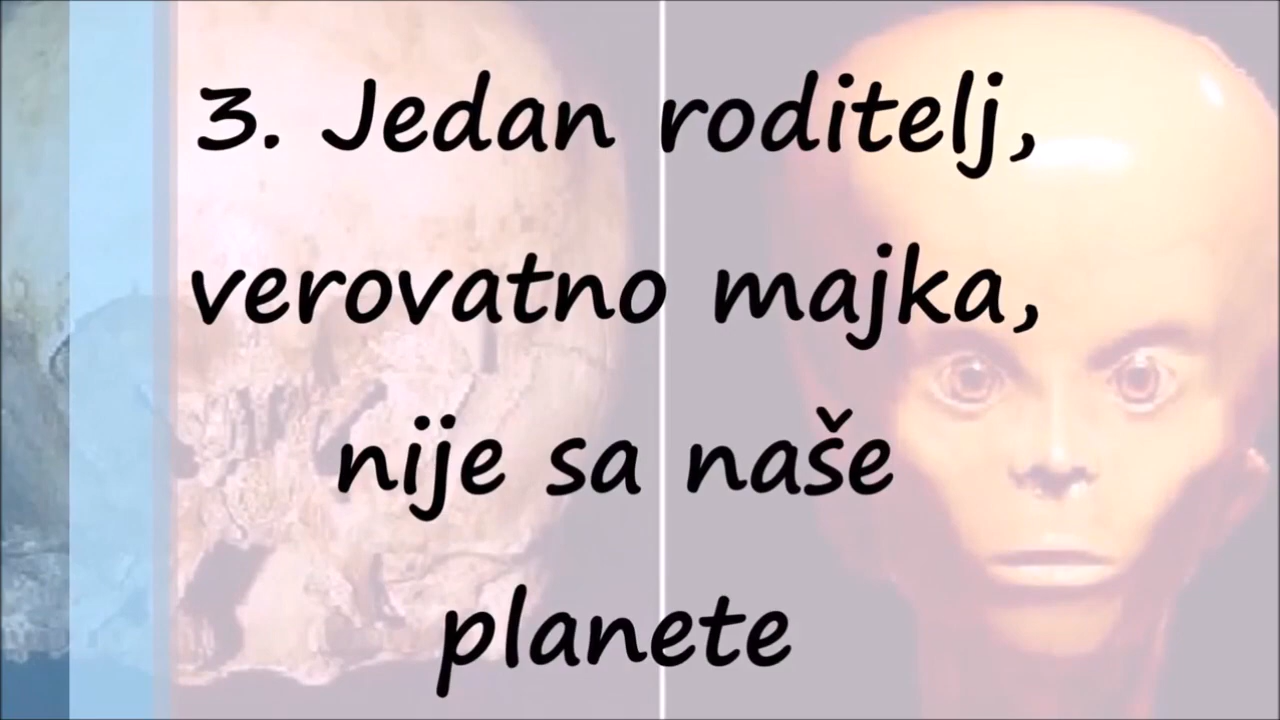 3. Jedan roditelj,
verovatno majka,
nije sa naše
planete